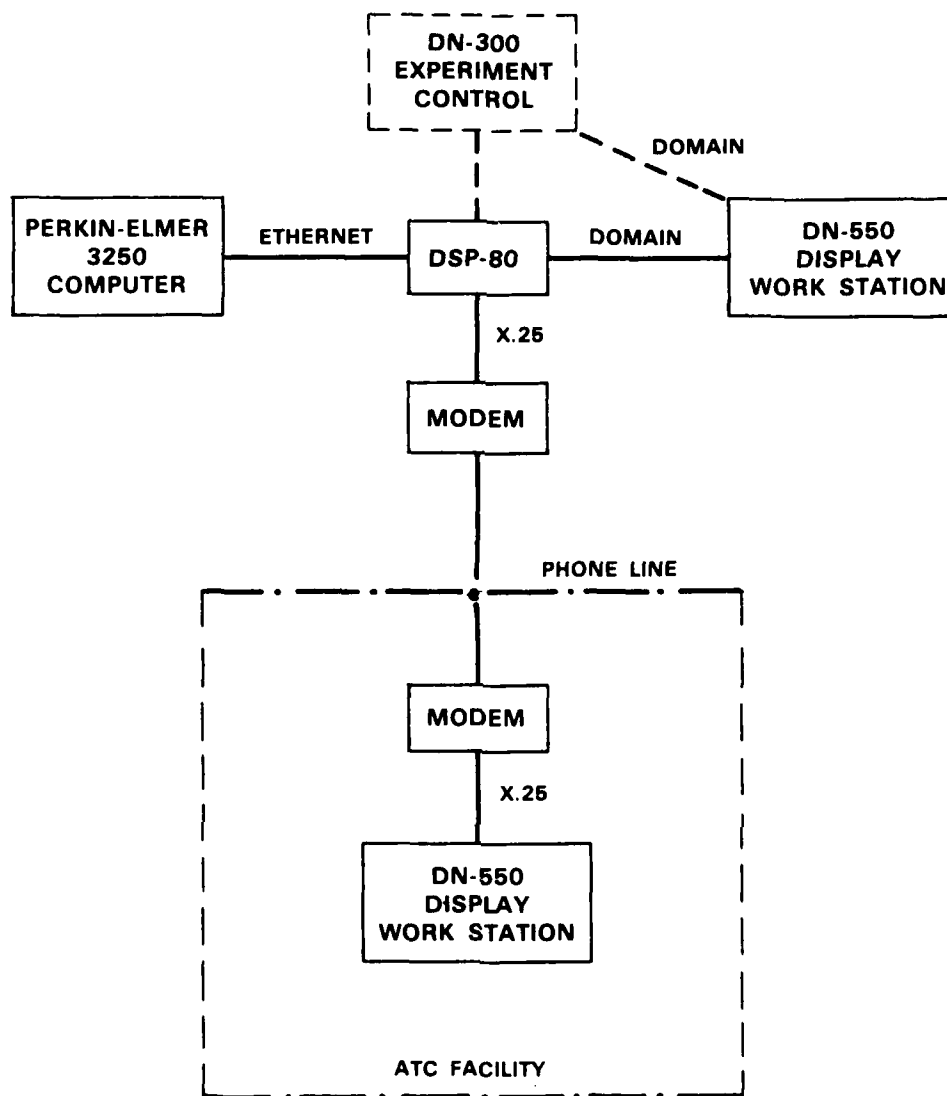 DN-300
EXPERIMENT
CONTROL
DOMAIN
PERKIN-ELMER
3250
COMPUTER
ETHERNET
DSP-80
DOMAIN
DN-550
DISPLAY
WORK STATION
X.25
MODEM
PHONE LINE
MODEM
X.25
DN-550
DISPLAY
WORK STATION
ATC FACILITY